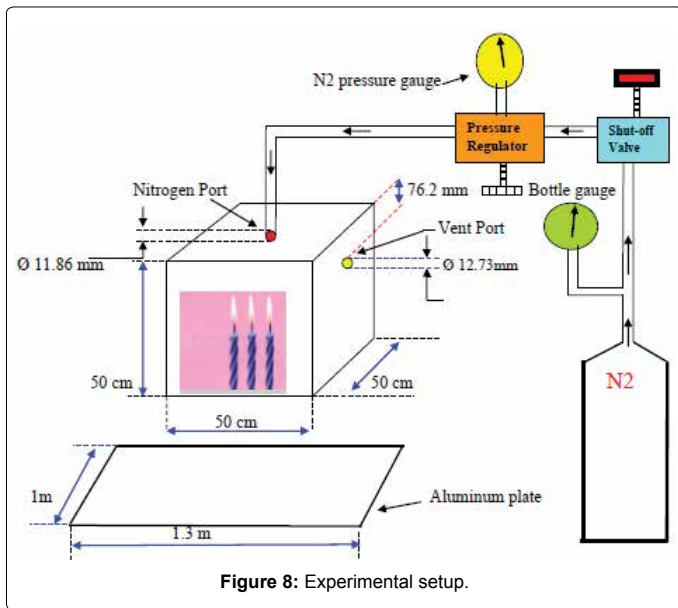 N2 pressure gauge
Pressure
Regulator
Shut-off
Valve
Nitrogen Port
76.2 mm
Bottle gauge
Vent Port
Ø 11.86 mm
Ø 12.73mm
50 cm
50 cm
50 cm
N2
1m
Aluminum plate
1.3 m
Figure 8: Experimental setup.